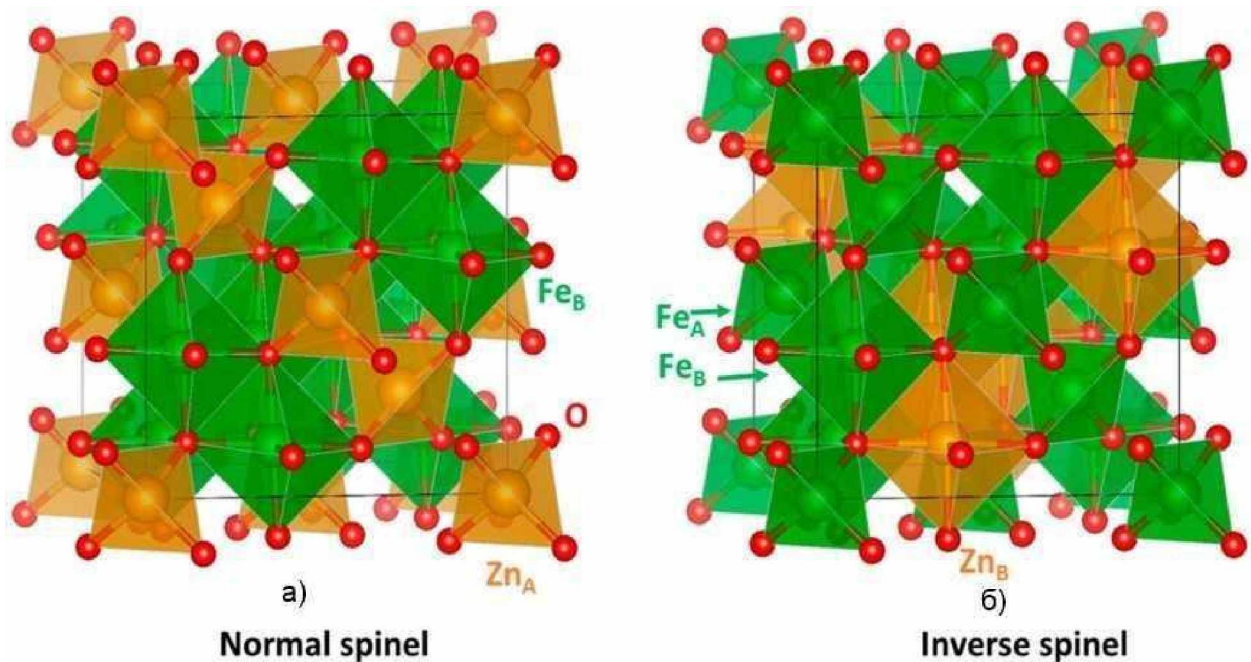 Fe_B
O
Zn_A
а)
Normal spinel
Fe_A
Fe_B
Zn_B
б)
Inverse spinel